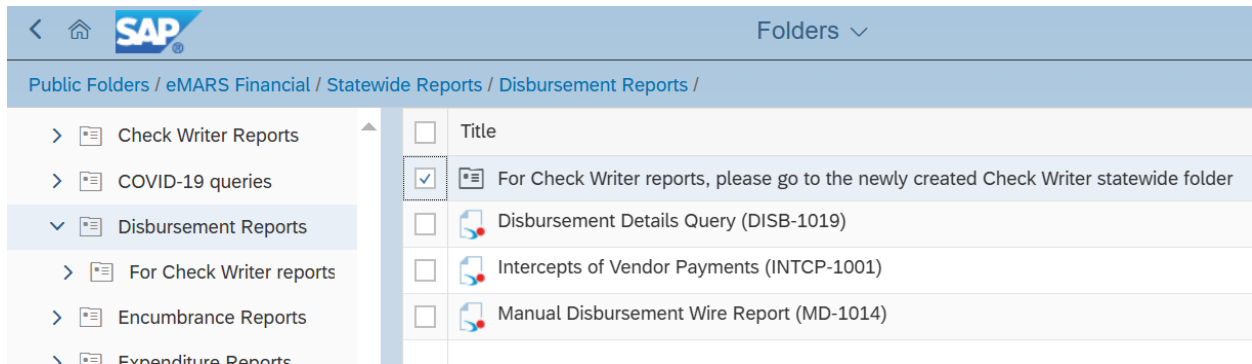 SAP®
Folders
Public Folders / eMARS Financial / Statewide Reports / Disbursement Reports /
Check Writer Reports
COVID-19 queries
Disbursement Reports
For Check Writer reports
Encumbrance Reports
Expenditure Reports
Title
For Check Writer reports, please go to the newly created Check Writer statewide folder
Disbursement Details Query (DISB-1019)
Intercepts of Vendor Payments (INTCP-1001)
Manual Disbursement Wire Report (MD-1014)